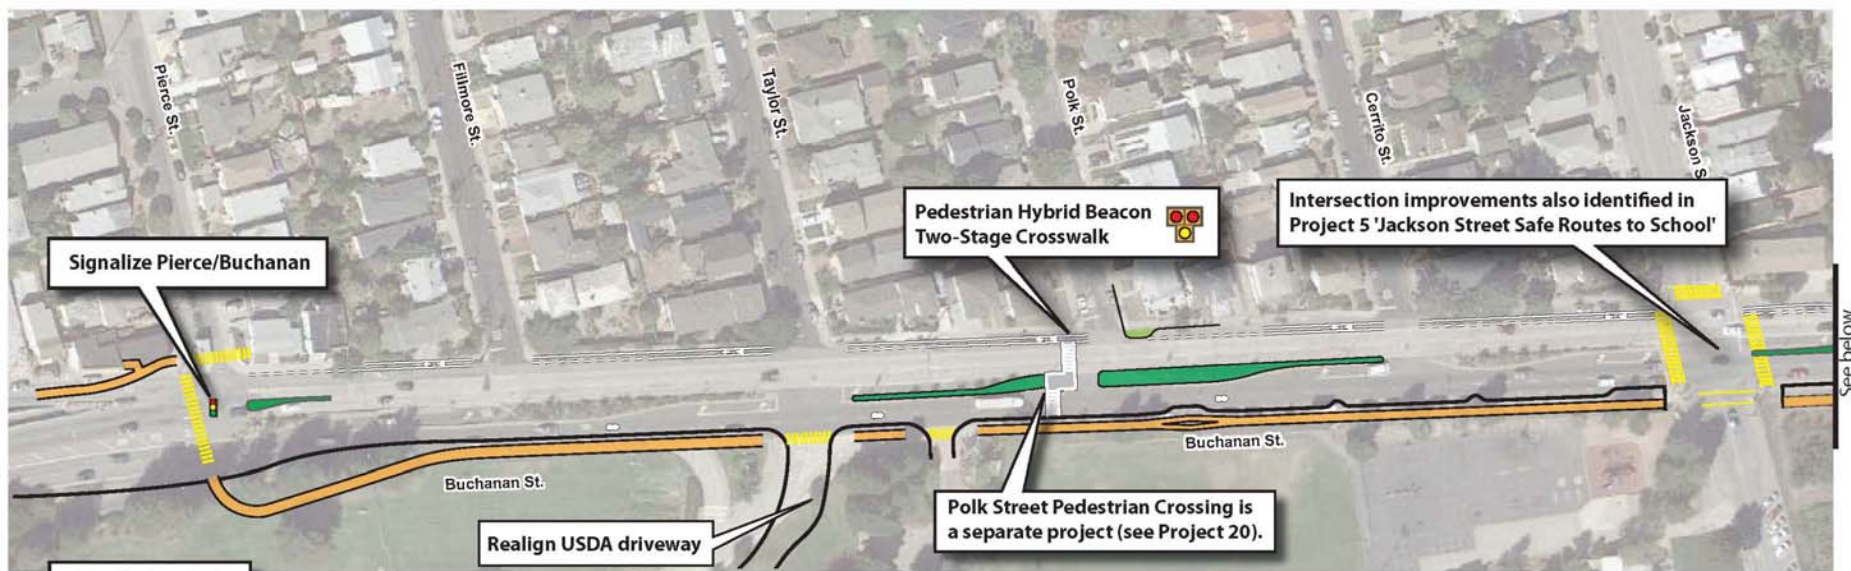 Pierce St.
Fillmore St.
Taylor St.
Polk St.
Cerrito St.
Jackson S
Pedestrian Hybrid Beacon
Two-Stage Crosswalk
Intersection improvements also identified in
Project 5 'Jackson Street Safe Routes to School'
Signalize Pierce/Buchanan
See below
Buchanan St.
Buchanan St.
Realign USDA driveway
Polk Street Pedestrian Crossing is
a separate project (see Project 20).